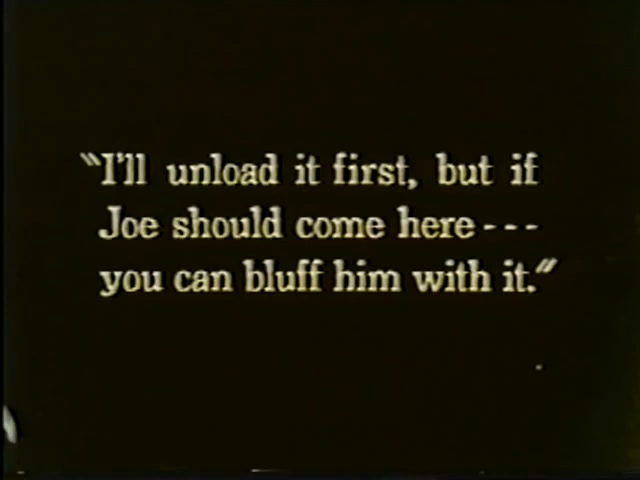 "I'll unload it first, but if
Joe should come here---
you can bluff him with it."